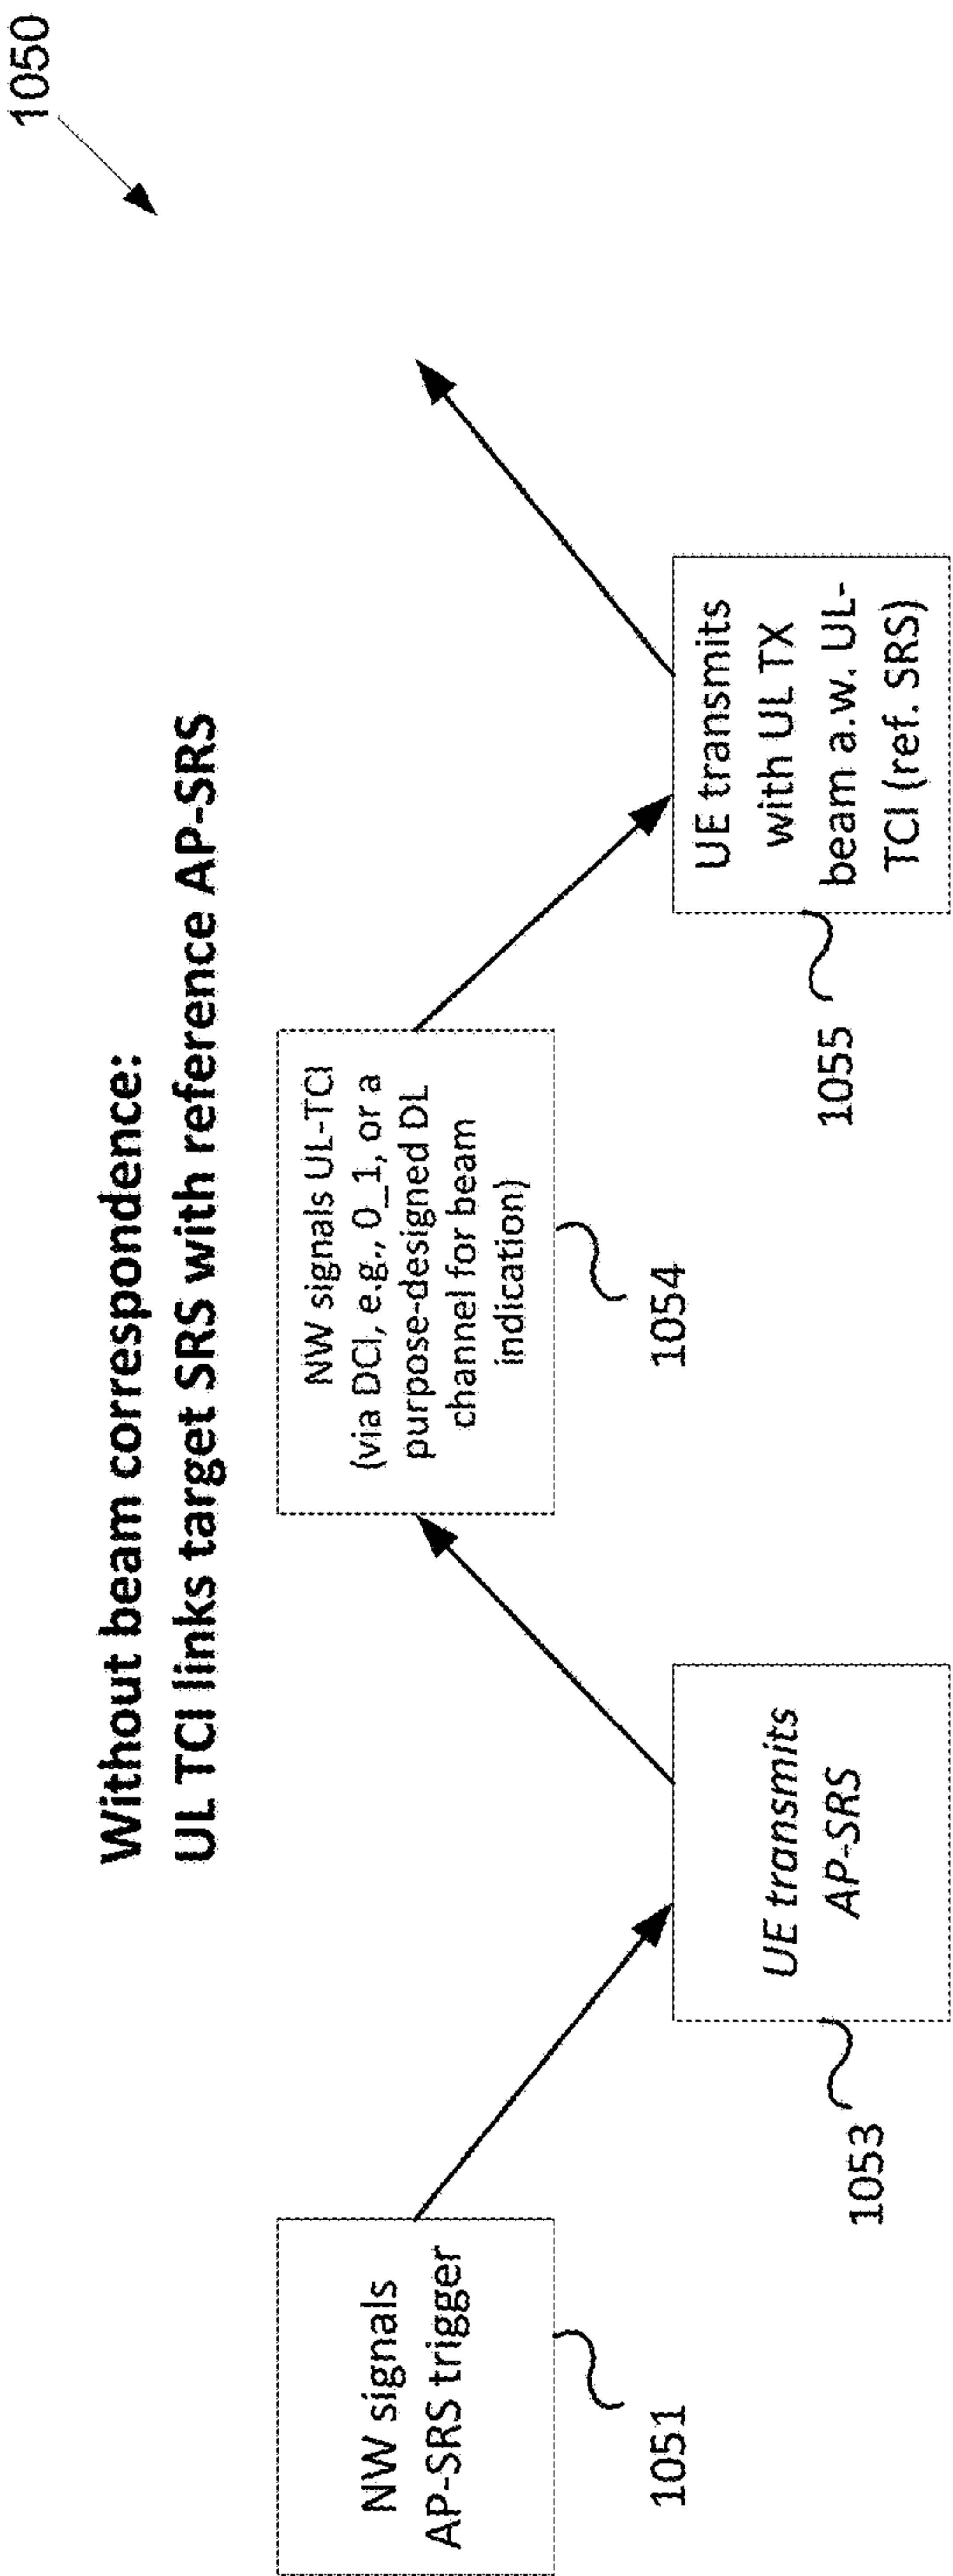 1050
Without beam correspondence:
UL TCI links target SRS with reference AP-SRS
NW signals
AP-SRS trigger
1051
UE transmits
AP-SRS
1053
NW signals UL-TCI
(via DCI, e.g., 0_1, or a
purpose-designed DL
channel for beam
indication)
1054
UE transmits
with UL TX
beam a.w. UL-
TCI (ref. SRS)
1055